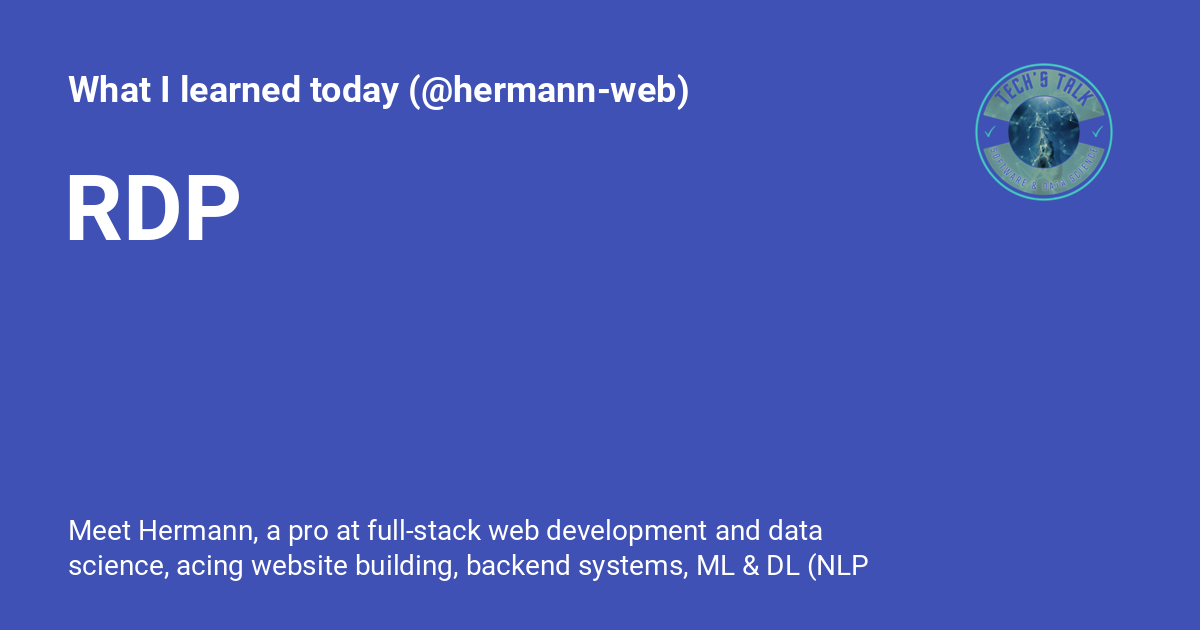 What I learned today (@hermann-web)
TECH'S TALK
SOFTWARE & DATA SCIENCE
RDP
Meet Hermann, a pro at full-stack web development and data
science, acing website building, backend systems, ML & DL (NLP